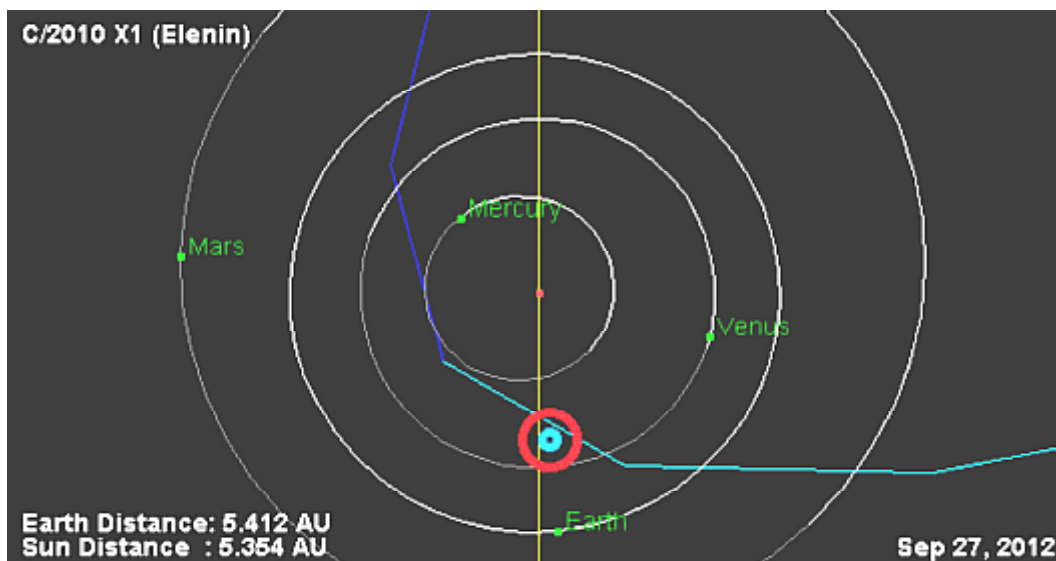 C/2010 X1 (Elenin)
Mercury
Mars
Venus
Earth
Earth Distance: 5.412 AU
Sun Distance : 5.354 AU
Sep 27, 2012